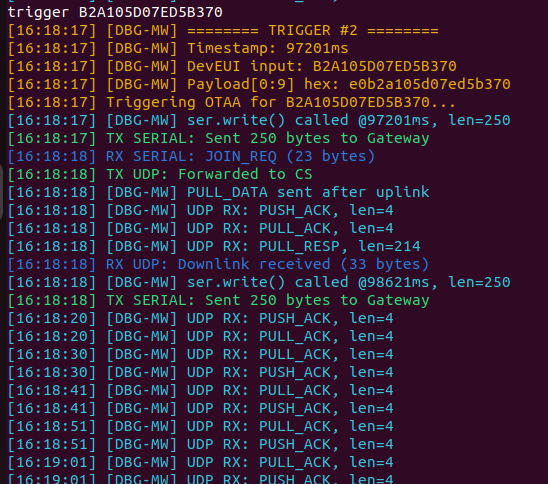 trigger B2A105D07ED5B370
[16:18:17] [DBG-MW] ======== TRIGGER #2 ========
[16:18:17] [DBG-MW] Timestamp: 97201ms
[16:18:17] [DBG-MW] DevEUI input: B2A105D07ED5B370
[16:18:17] [DBG-MW] Payload[0:9] hex: e0b2a105d07ed5b370
[16:18:17] Triggering OTAA for B2A105D07ED5B370...
[16:18:17] [DBG-MW] ser.write() called @97201ms, len=250
[16:18:17] TX SERIAL: Sent 250 bytes to Gateway
[16:18:18] RX SERIAL: JOIN_REQ (23 bytes)
[16:18:18] TX UDP: Forwarded to CS
[16:18:18] [DBG-MW] PULL_DATA sent after uplink
[16:18:18] [DBG-MW] UDP RX: PUSH_ACK, len=4
[16:18:18] [DBG-MW] UDP RX: PULL_ACK, len=4
[16:18:18] [DBG-MW] UDP RX: PULL_RESP, len=214
[16:18:18] RX UDP: Downlink received (33 bytes)
[16:18:18] [DBG-MW] ser.write() called @98621ms, len=250
[16:18:18] TX SERIAL: Sent 250 bytes to Gateway
[16:18:20] [DBG-MW] UDP RX: PUSH_ACK, len=4
[16:18:20] [DBG-MW] UDP RX: PULL_ACK, len=4
[16:18:30] [DBG-MW] UDP RX: PUSH_ACK, len=4
[16:18:30] [DBG-MW] UDP RX: PULL_ACK, len=4
[16:18:41] [DBG-MW] UDP RX: PULL_ACK, len=4
[16:18:41] [DBG-MW] UDP RX: PUSH_ACK, len=4
[16:18:51] [DBG-MW] UDP RX: PULL_ACK, len=4
[16:18:51] [DBG-MW] UDP RX: PUSH_ACK, len=4
[16:19:01] [DBG-MW] UDP RX: PULL_ACK, len=4
[16:19:01] [DBG-MW] UDP RX: PUSH_ACK, len=4